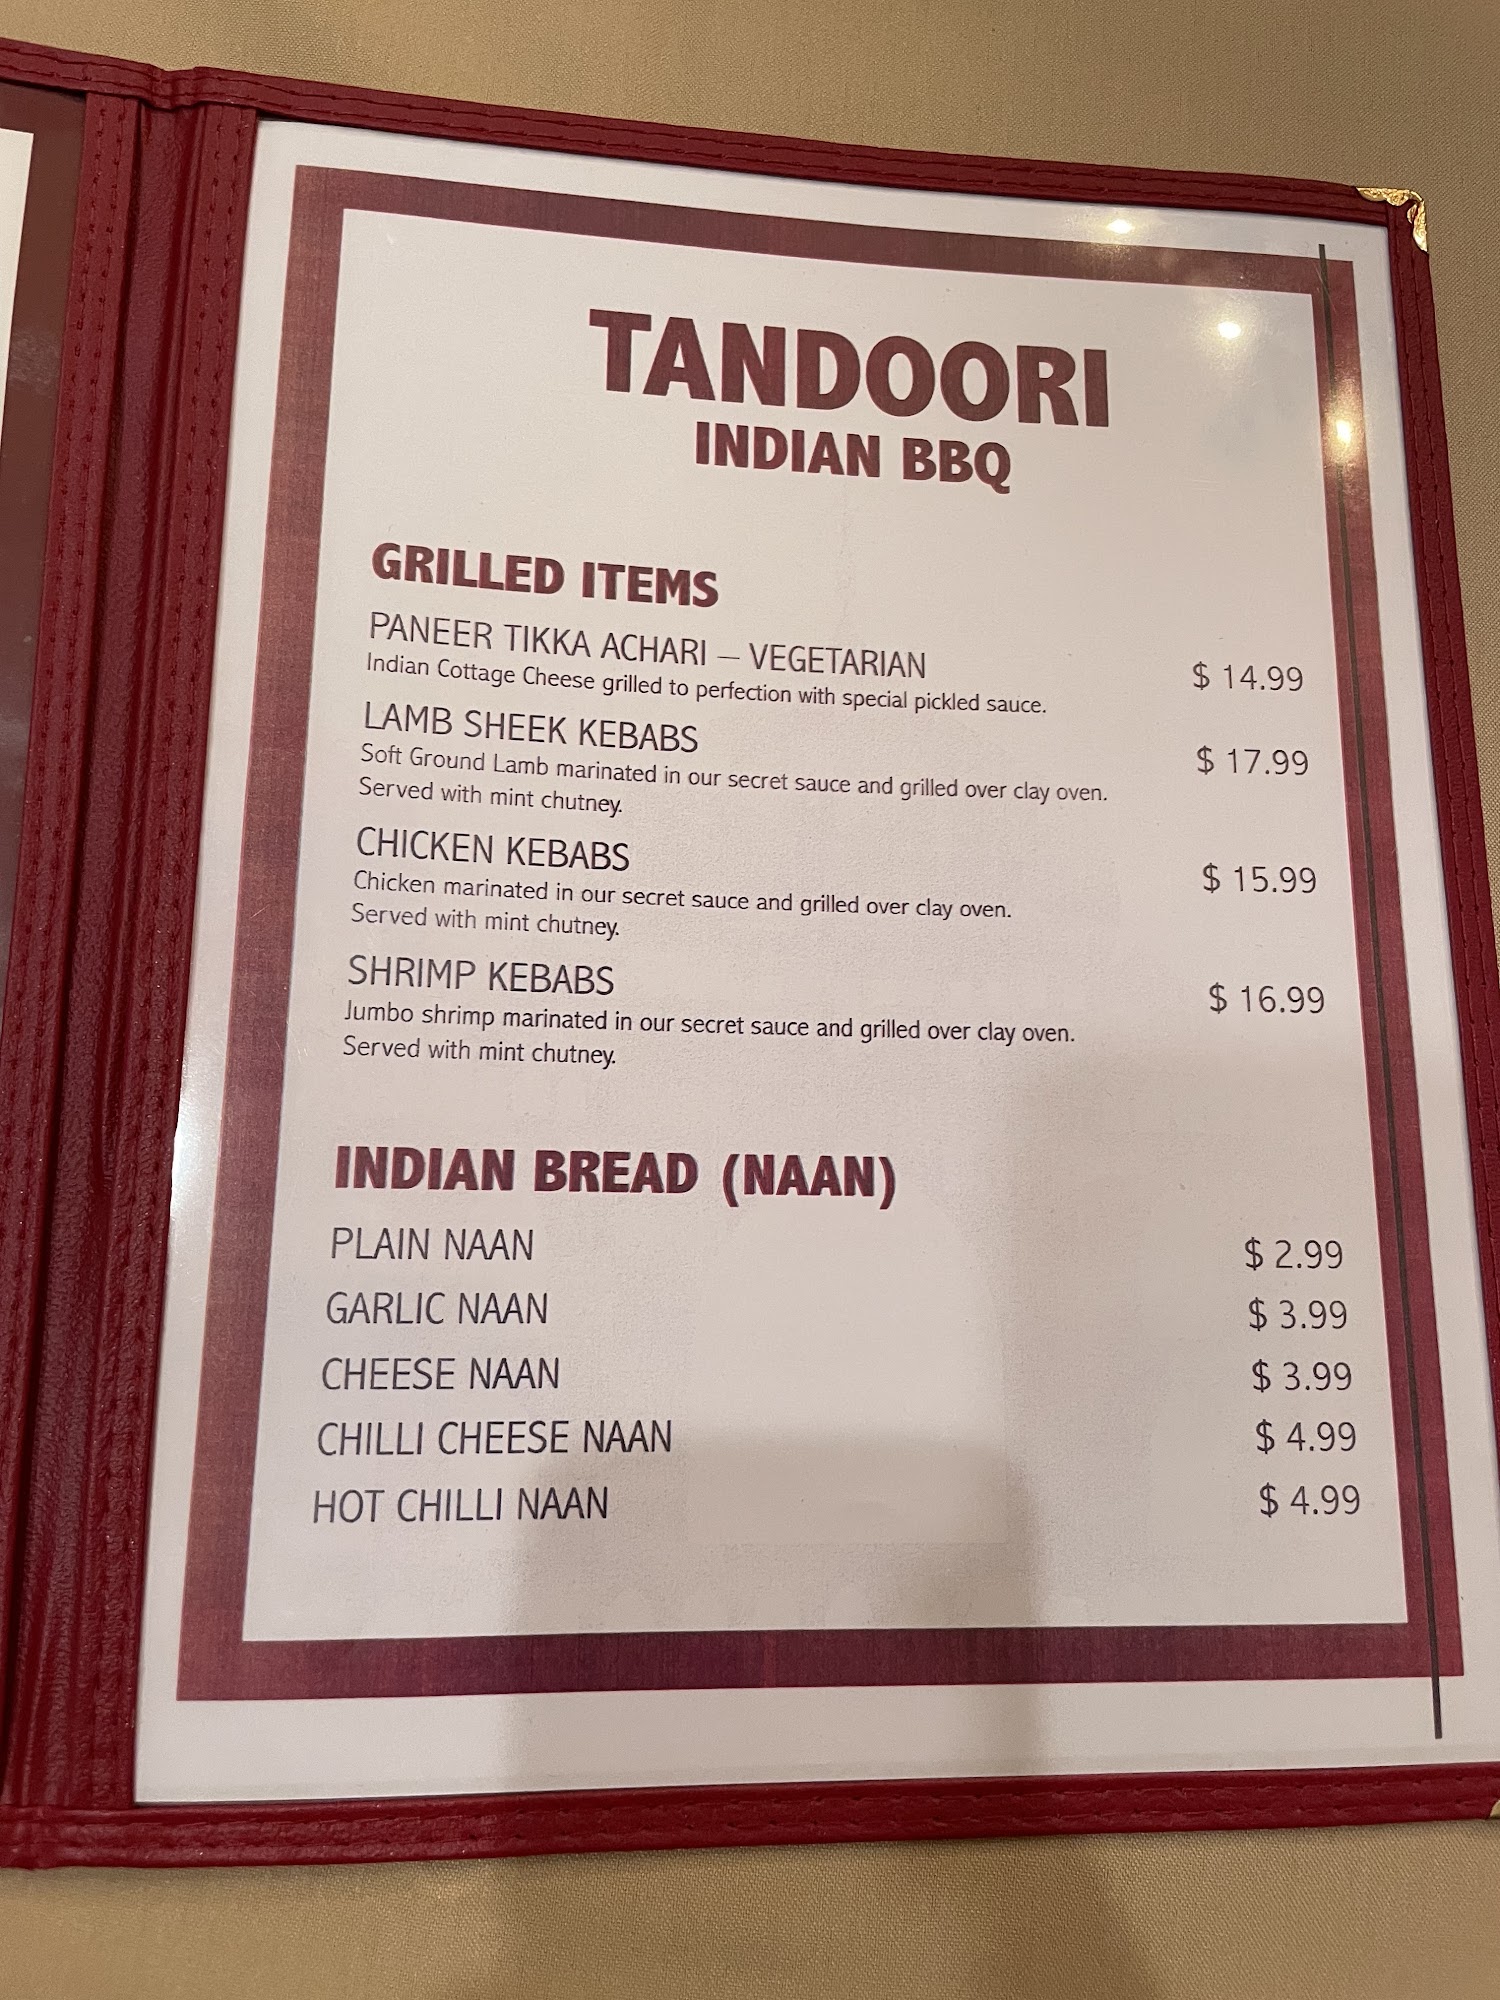 TANDOORI
INDIAN BBQ
GRILLED ITEMS
PANEER TIKKA ACHARI – VEGETARIAN $ 14.99
Indian Cottage Cheese grilled to perfection with special pickled sauce.
LAMB SHEEK KEBABS $ 17.99
Soft Ground Lamb marinated in our secret sauce and grilled over clay oven.
Served with mint chutney.
CHICKEN KEBABS $ 15.99
Chicken marinated in our secret sauce and grilled over clay oven.
Served with mint chutney.
SHRIMP KEBABS $ 16.99
Jumbo shrimp marinated in our secret sauce and grilled over clay oven.
Served with mint chutney.
INDIAN BREAD (NAAN)
PLAIN NAAN $ 2.99
GARLIC NAAN $ 3.99
CHEESE NAAN $ 3.99
CHILLI CHEESE NAAN $ 4.99
HOT CHILLI NAAN $ 4.99